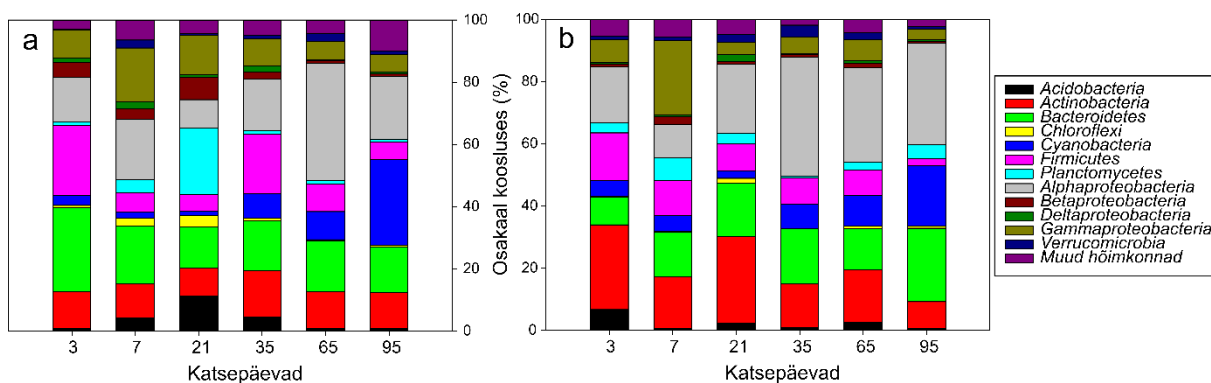 a
100
80
60
40
20
0
Osakaal koosluses (%)
3 7 21 35 65 95
Katsepäevad
b
100
80
60
40
20
0
3 7 21 35 65 95
Katsepäevad
Acidobacteria
Actinobacteria
Bacteroidetes
Chloroflexi
Cyanobacteria
Firmicutes
Planctomycetes
Alphaproteobacteria
Betaproteobacteria
Deltaproteobacteria
Gammaproteobacteria
Verrucomicrobia
Muud hõimkonnad